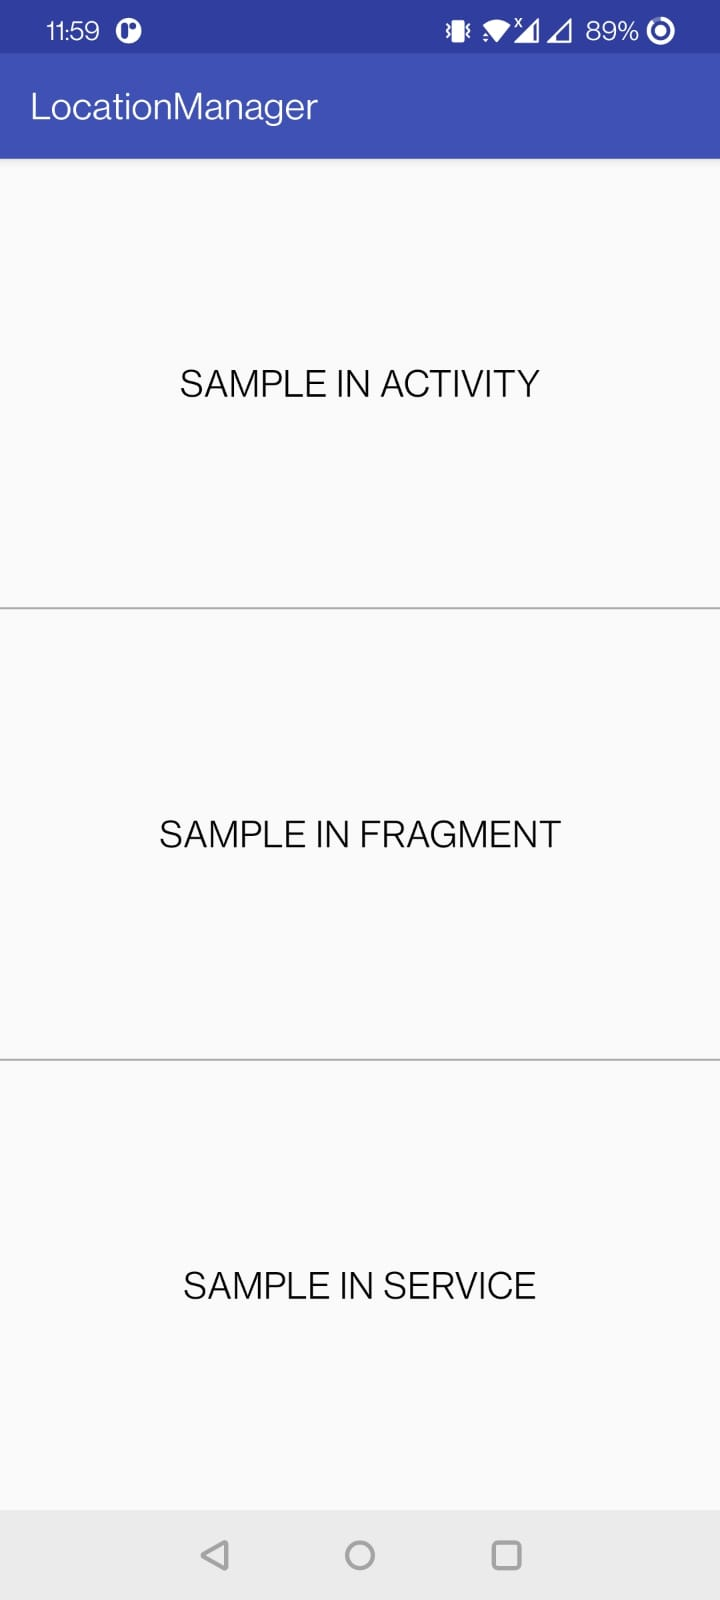 11:59
89%
LocationManager
SAMPLE IN ACTIVITY
SAMPLE IN FRAGMENT
SAMPLE IN SERVICE